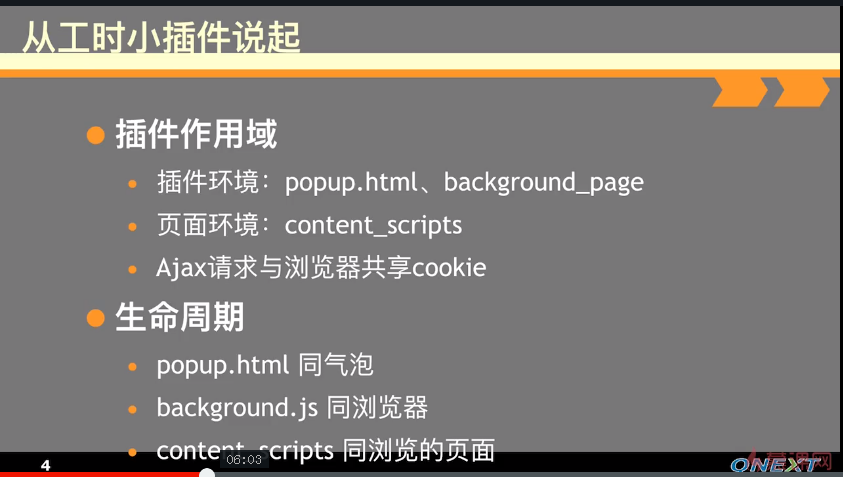 从工时小插件说起
插件作用域
插件环境：popup.html、background_page
页面环境：content_scripts
Ajax请求与浏览器共享cookie
生命周期
popup.html 同气泡
background.js 同浏览器
content_scripts 同浏览的页面
06:03
4
ONEXT
慕课网